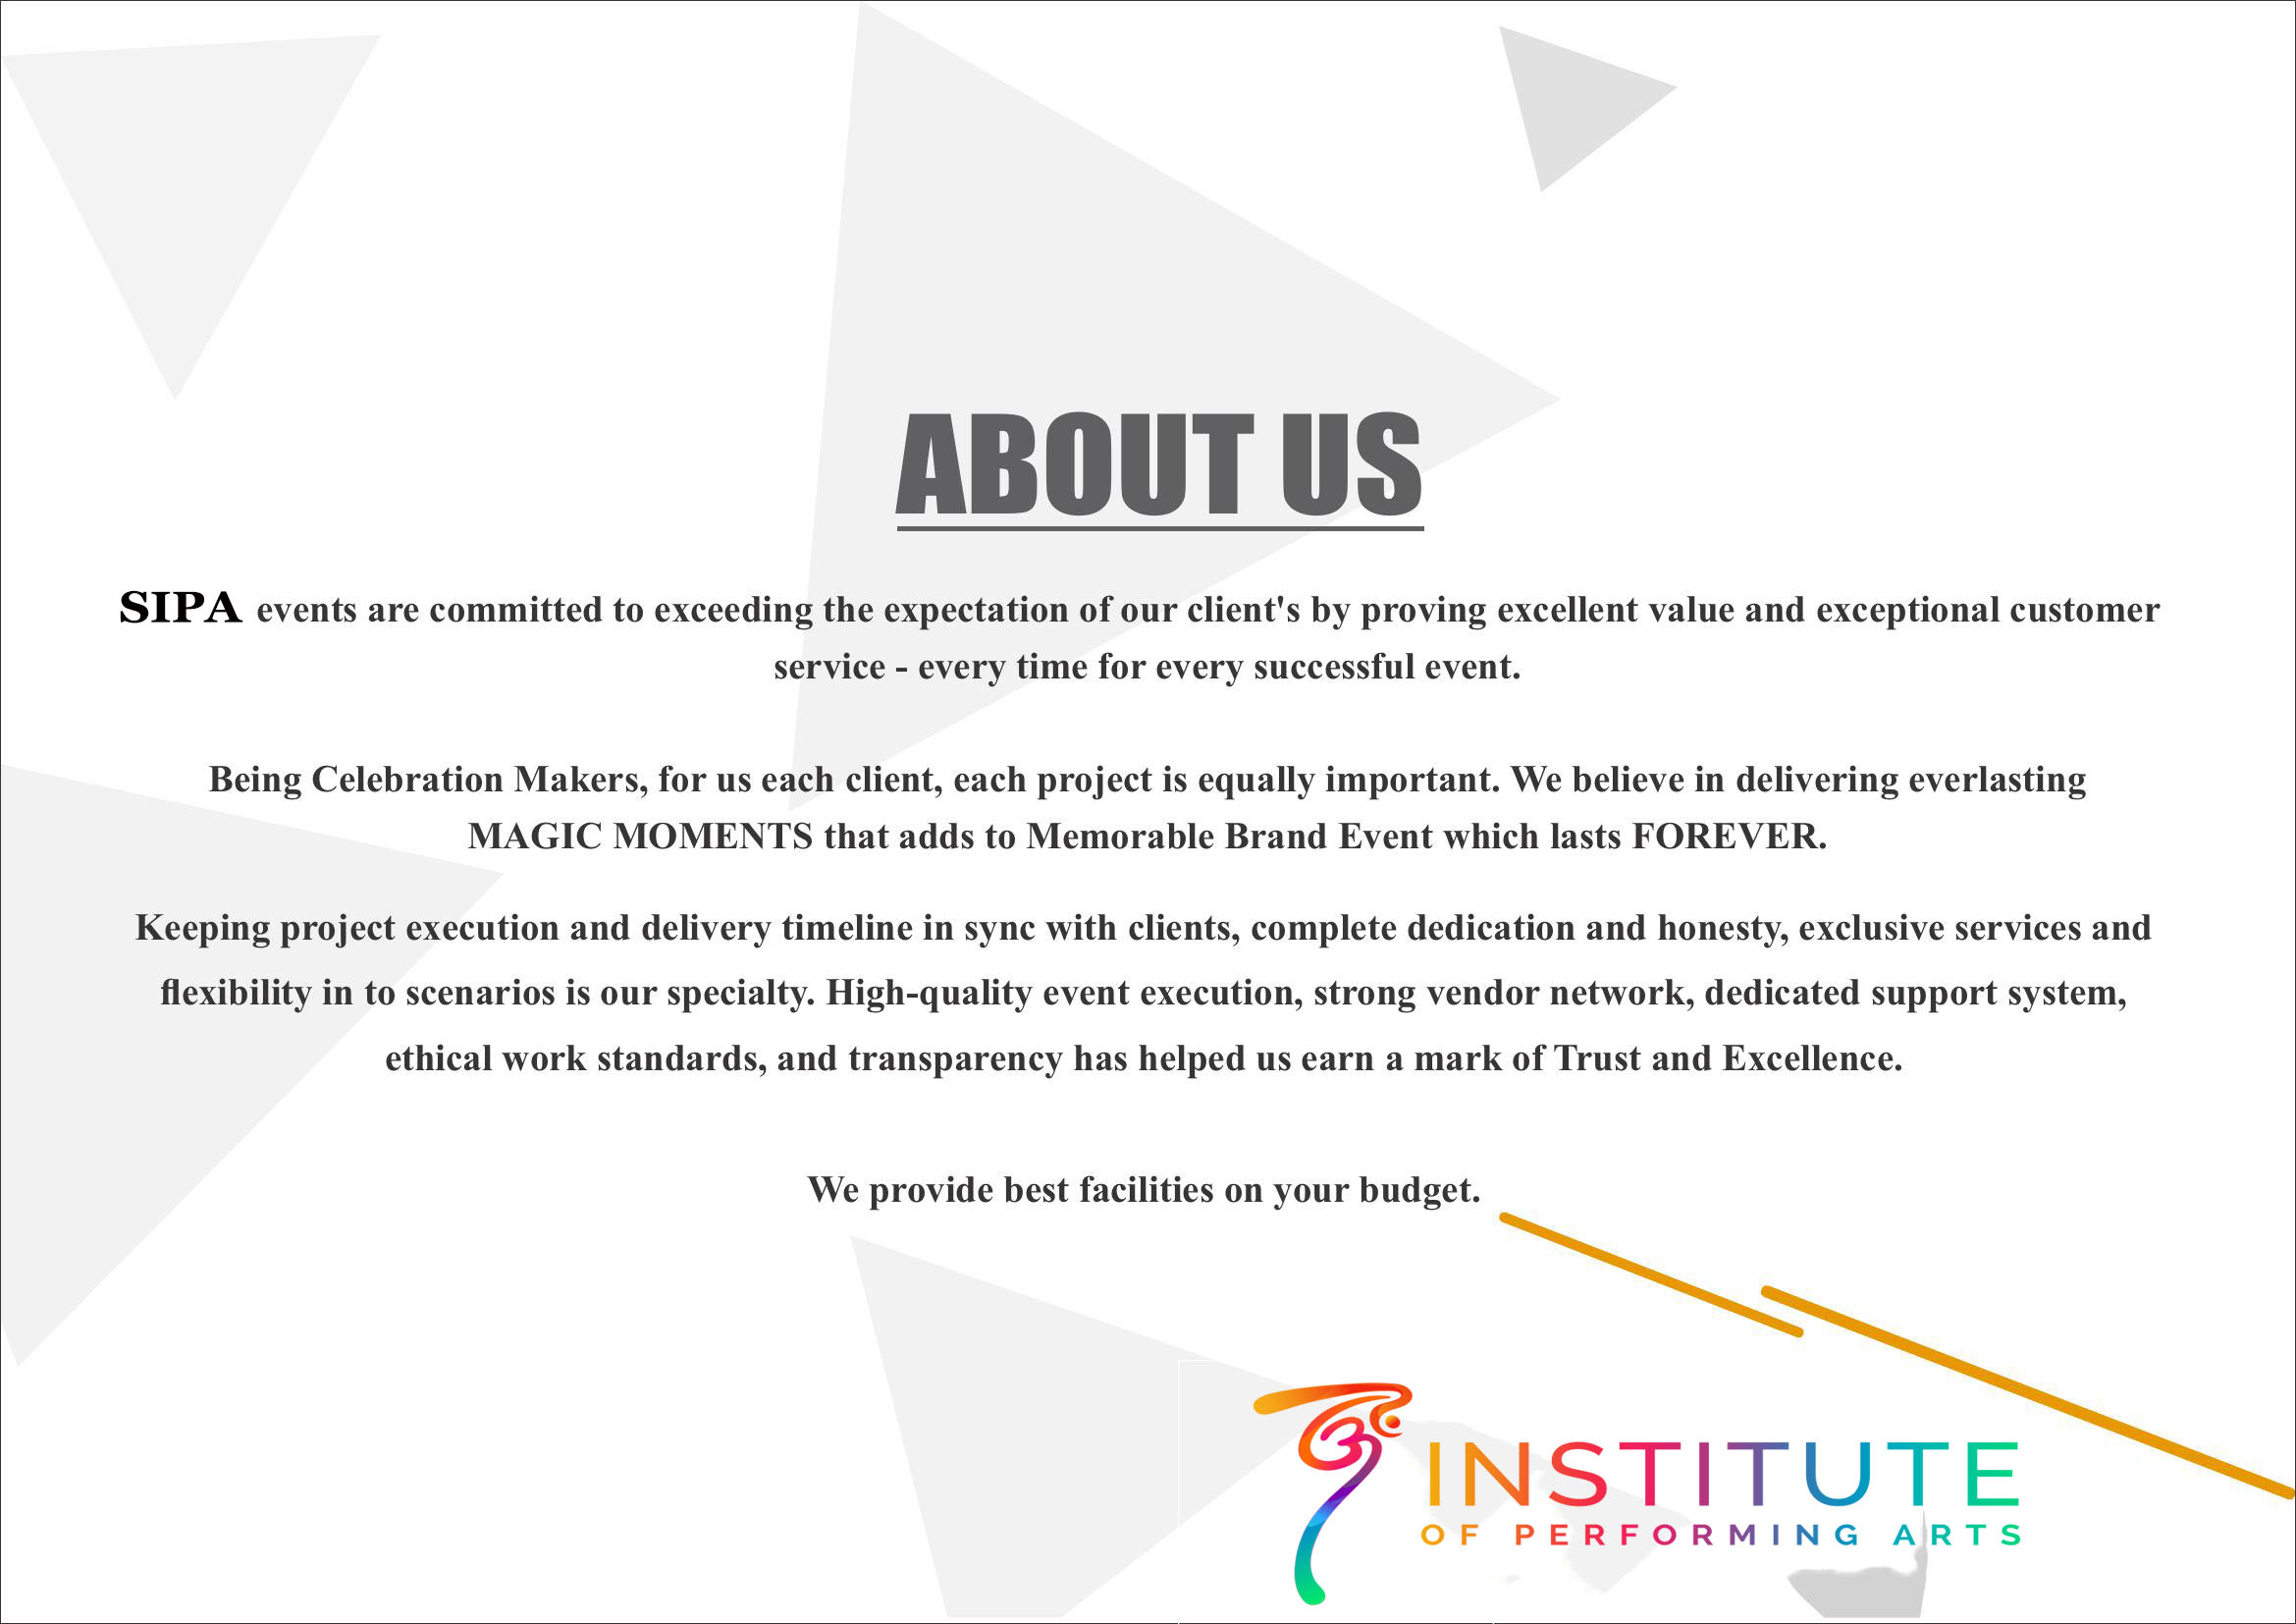 ABOUT US
SIPA events are committed to exceeding the expectation of our client's by proving excellent value and exceptional customer
service - every time for every successful event.
Being Celebration Makers, for us each client, each project is equally important. We believe in delivering everlasting
MAGIC MOMENTS that adds to Memorable Brand Event which lasts FOREVER.
Keeping project execution and delivery timeline in sync with clients, complete dedication and honesty, exclusive services and
flexibility in to scenarios is our specialty. High-quality event execution, strong vendor network, dedicated support system,
ethical work standards, and transparency has helped us earn a mark of Trust and Excellence.
We provide best facilities on your budget.
INSTITUTE
OF PERFORMING ARTS